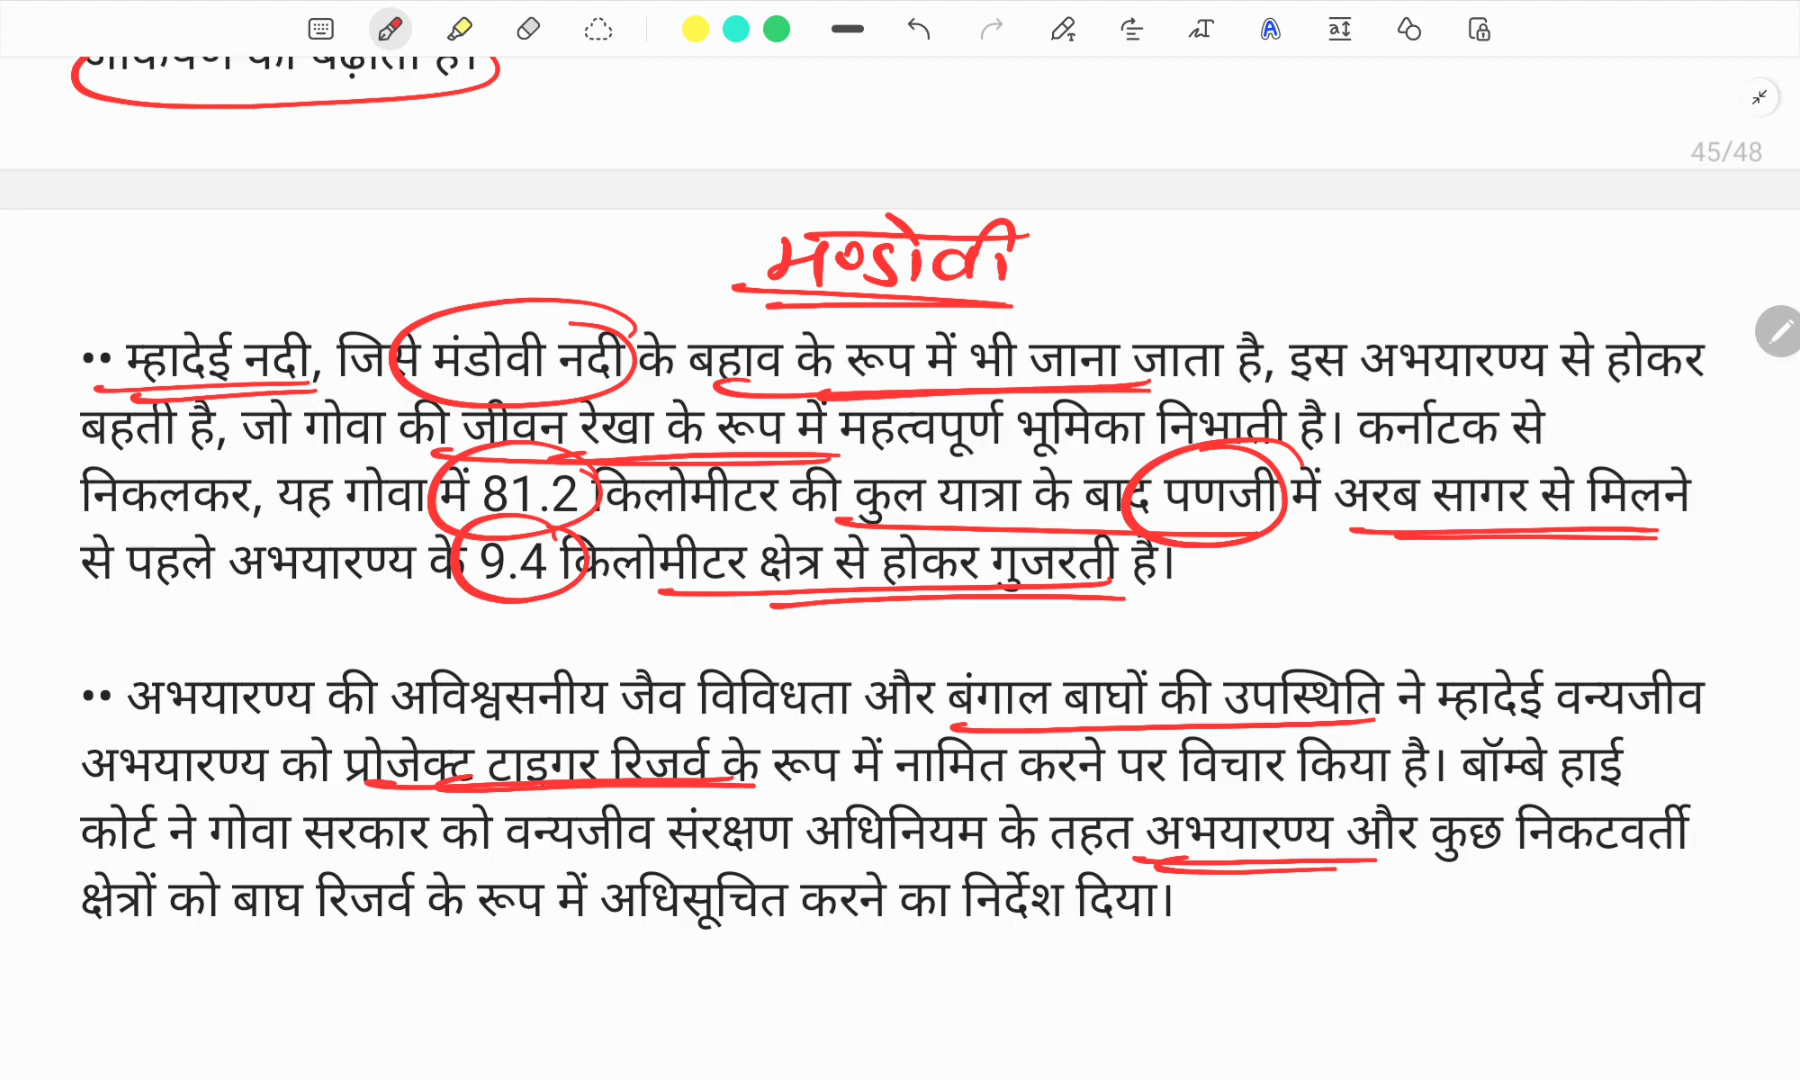 45/48
मण्डोवी
•• म्हादेई नदी, जिसे मंडोवी नदी के बहाव के रूप में भी जाना जाता है, इस अभयारण्य से होकर
बहती है, जो गोवा की जीवन रेखा के रूप में महत्वपूर्ण भूमिका निभाती है। कर्नाटक से
निकलकर, यह गोवा में 81.2 किलोमीटर की कुल यात्रा के बाद पणजी में अरब सागर से मिलने
से पहले अभयारण्य के 9.4 किलोमीटर क्षेत्र से होकर गुजरती है।
•• अभयारण्य की अविश्वसनीय जैव विविधता और बंगाल बाघों की उपस्थिति ने म्हादेई वन्यजीव
अभयारण्य को प्रोजेक्ट टाइगर रिजर्व के रूप में नामित करने पर विचार किया है। बॉम्बे हाई
कोर्ट ने गोवा सरकार को वन्यजीव संरक्षण अधिनियम के तहत अभयारण्य और कुछ निकटवर्ती
क्षेत्रों को बाघ रिजर्व के रूप में अधिसूचित करने का निर्देश दिया।